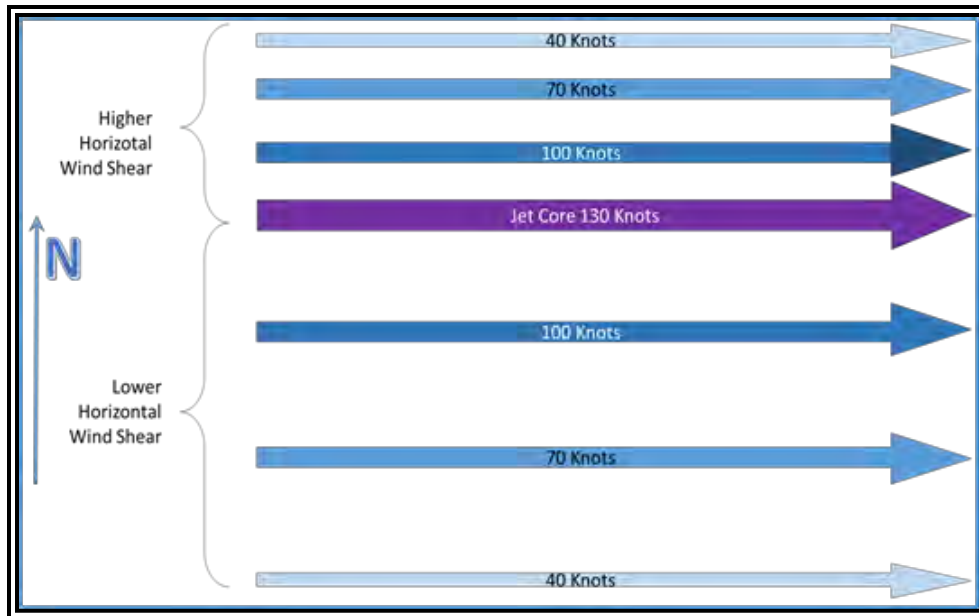 40 Knots
70 Knots
Higher
Horizotal
Wind Shear
100 Knots
Jet Core 130 Knots
N
100 Knots
Lower
Horizontal
Wind Shear
70 Knots
40 Knots